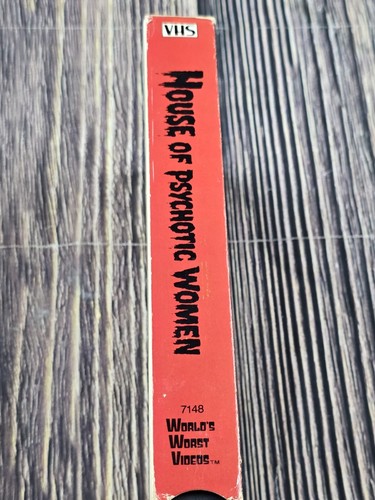 VHS
HOUSE OF PSYCHOTIC WOMEN
7148
WORLD'S
WORST
VIDEOS™